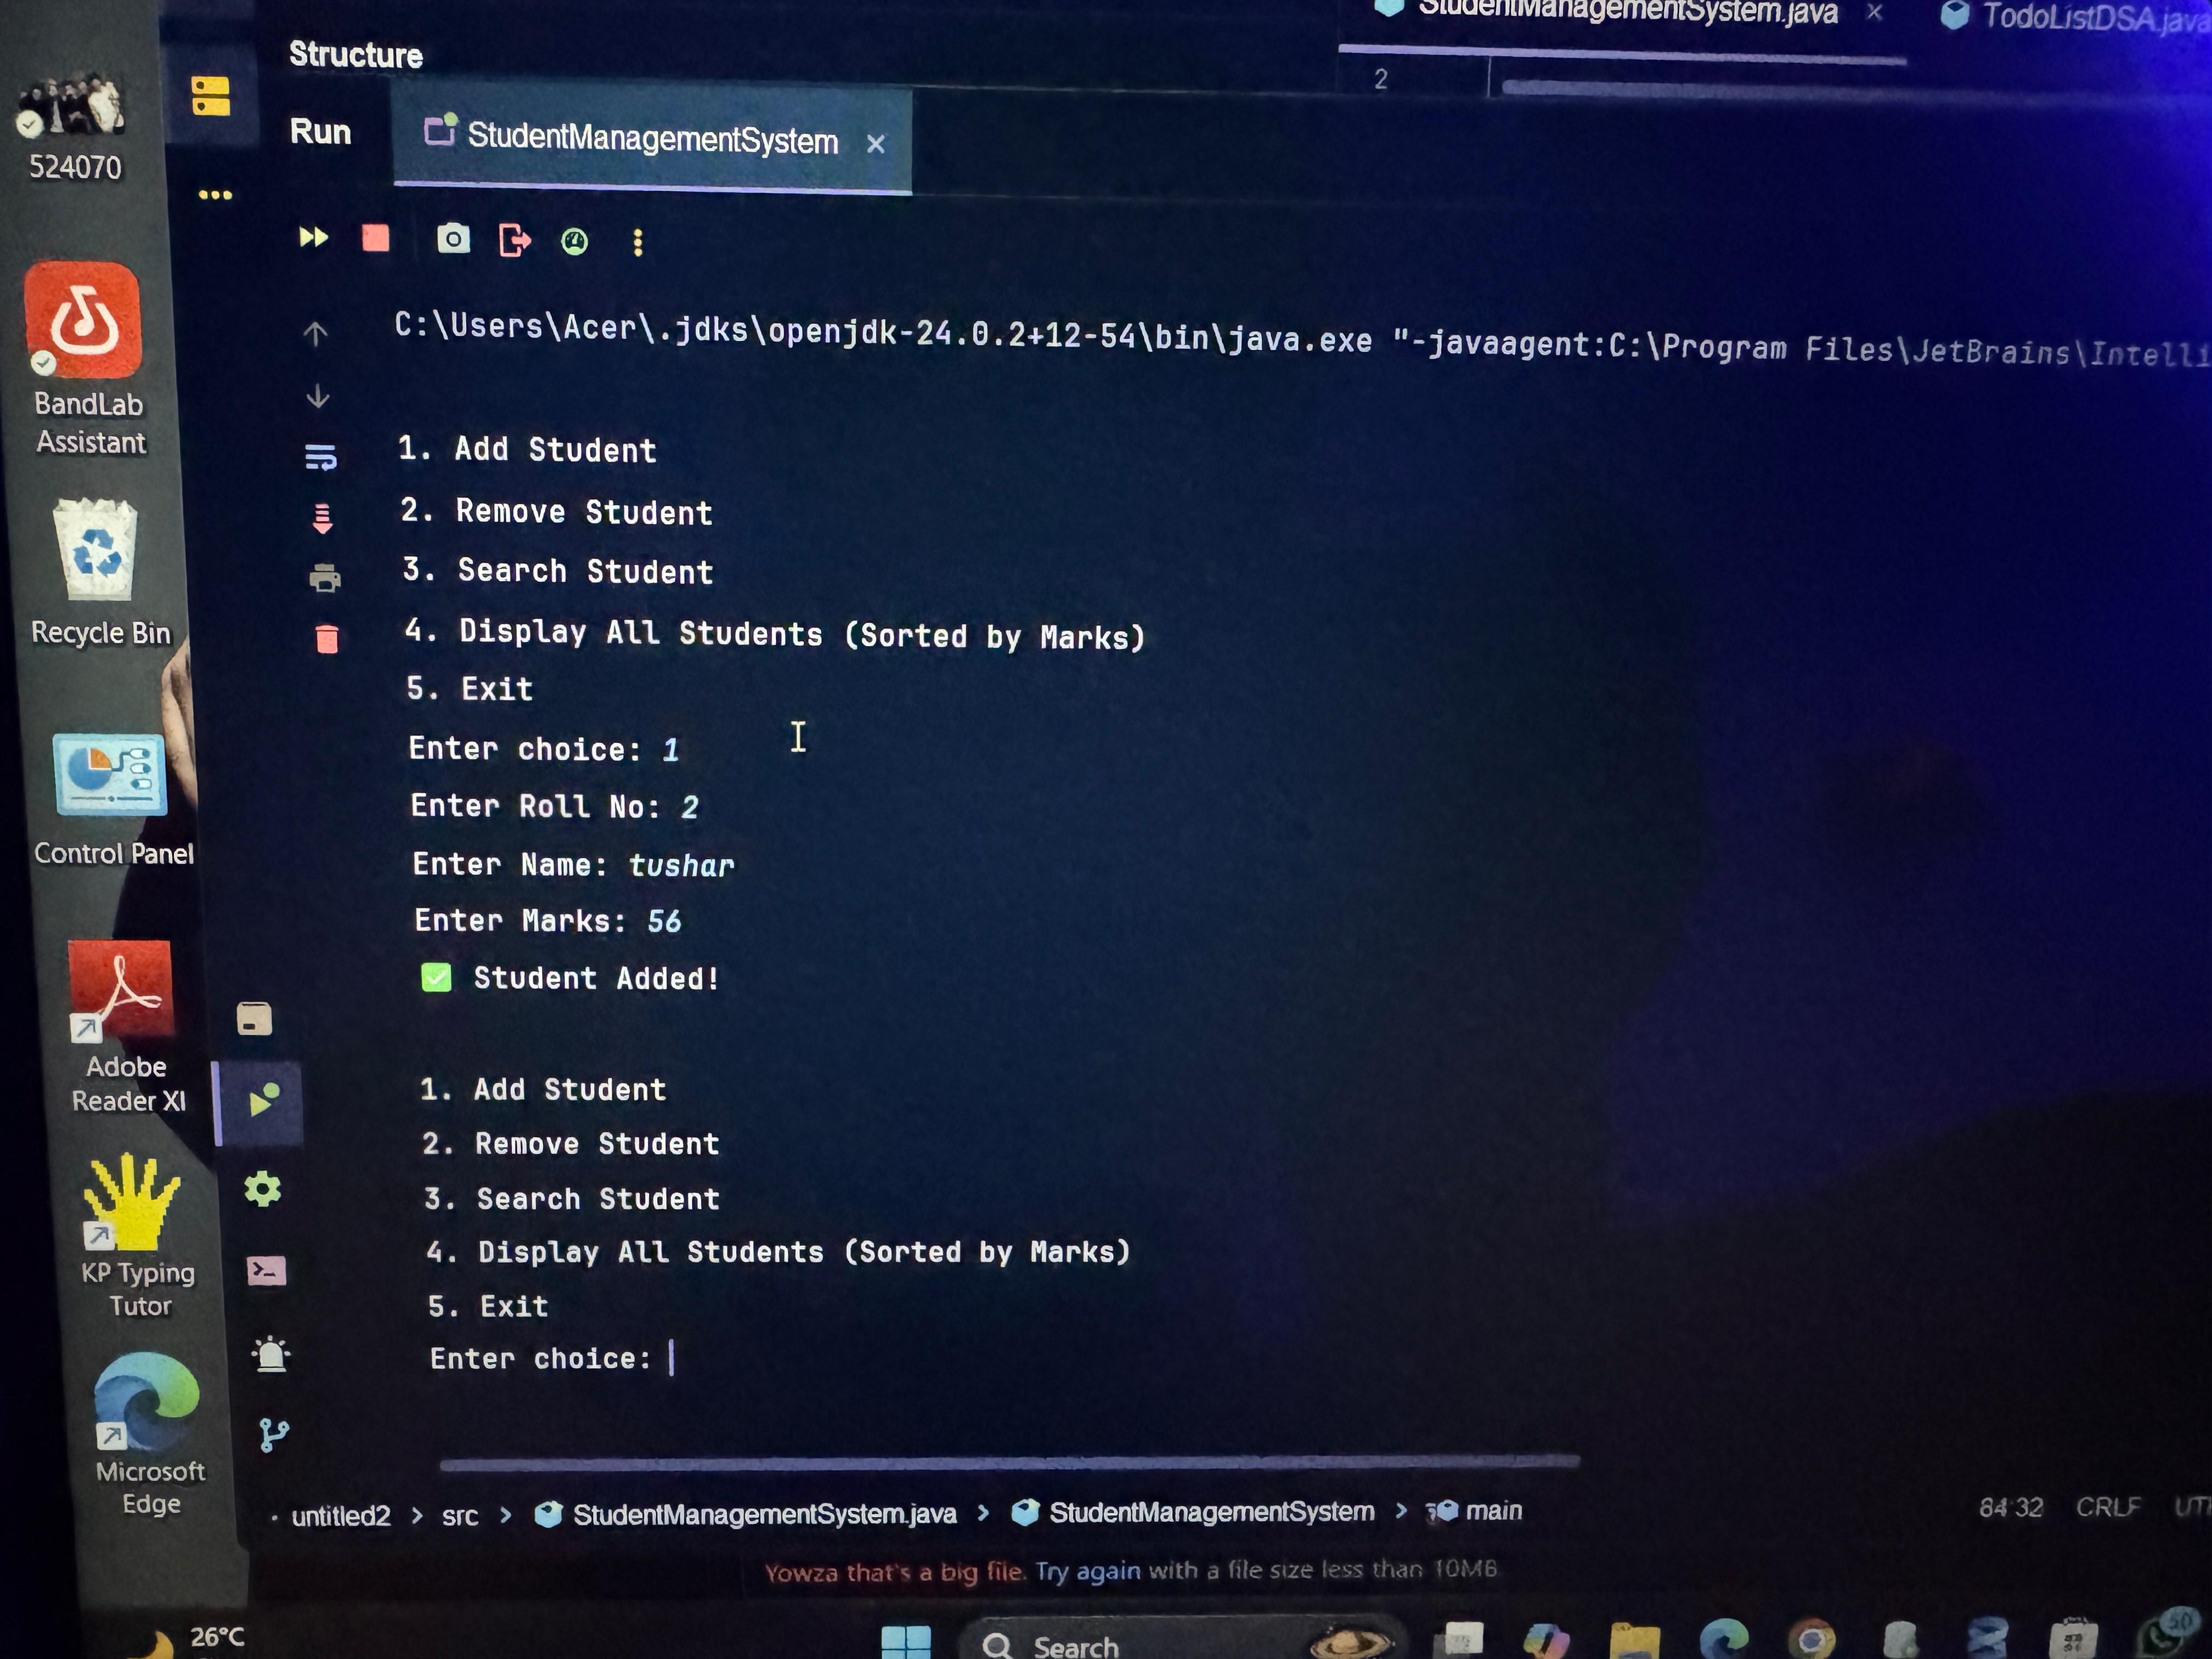 StudentManagementSystem.java
TodoListDSA.java
Structure
2
Run
StudentManagementSystem
524070
C:\Users\Acer\.jdks\openjdk-24.0.2+12-54\bin\java.exe "-javaagent:C:\Program Files\JetBrains\Intelli
BandLab
Assistant
Recycle Bin
Control Panel
Adobe
Reader XI
KP Typing
Tutor
Microsoft
Edge
1. Add Student
2. Remove Student
3. Search Student
4. Display All Students (Sorted by Marks)
5. Exit
Enter choice: 1
Enter Roll No: 2
Enter Name: tushar
Enter Marks: 56
✅ Student Added!
1. Add Student
2. Remove Student
3. Search Student
4. Display All Students (Sorted by Marks)
5. Exit
Enter choice:
untitled2 > src > StudentManagementSystem.java > StudentManagementSystem > main
84:32 CRLF UT
Yowza that's a big file. Try again with a file size less than 10MB
26°C
Search
50